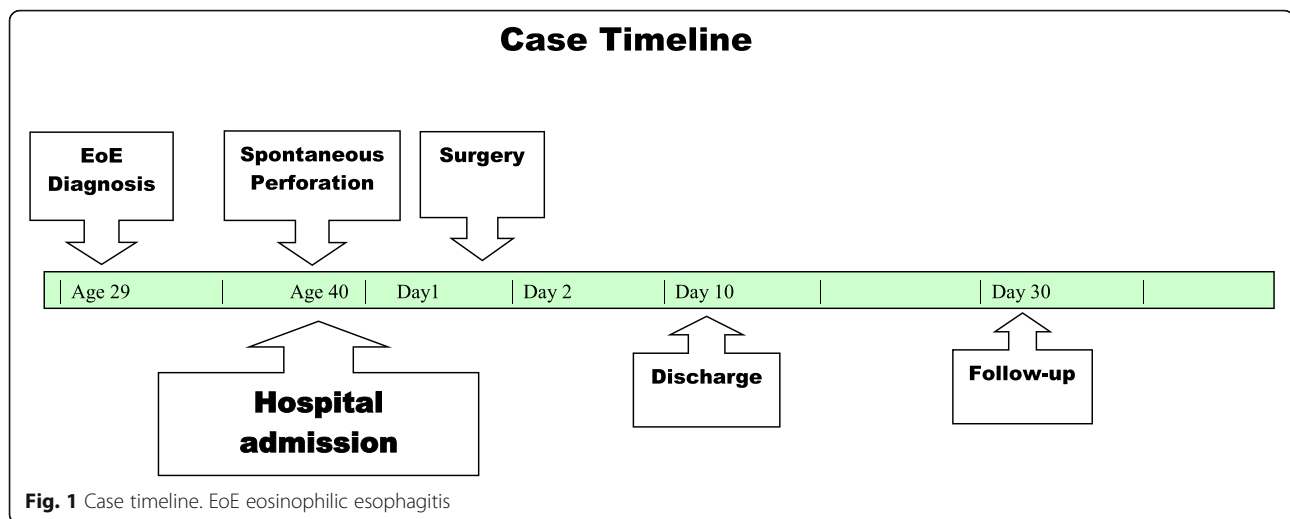 Case Timeline
EoE
Diagnosis
Spontaneous
Perforation
Surgery
Age 29
Age 40
Day1
Day 2
Day 10
Day 30
Hospital
admission
Discharge
Follow-up
Fig. 1 Case timeline. EoE eosinophilic esophagitis